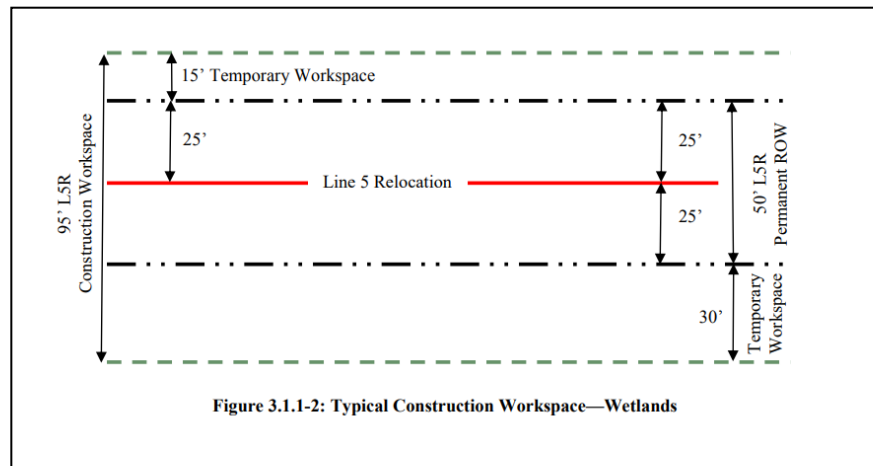 15’ Temporary Workspace
25’
25’
Line 5 Relocation
95’ L5R
Construction Workspace
50’ L5R
Permanent ROW
25’
30’
Temporary
Workspace
Figure 3.1.1-2: Typical Construction Workspace—Wetlands